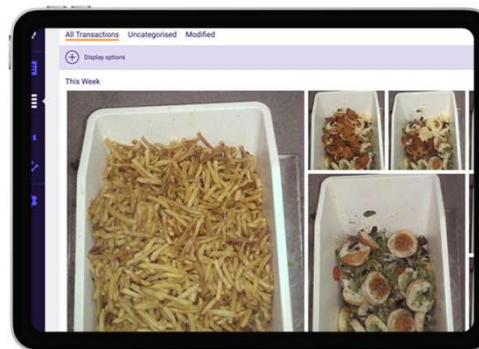 All Transactions Uncategorised Modified
Display options
This Week